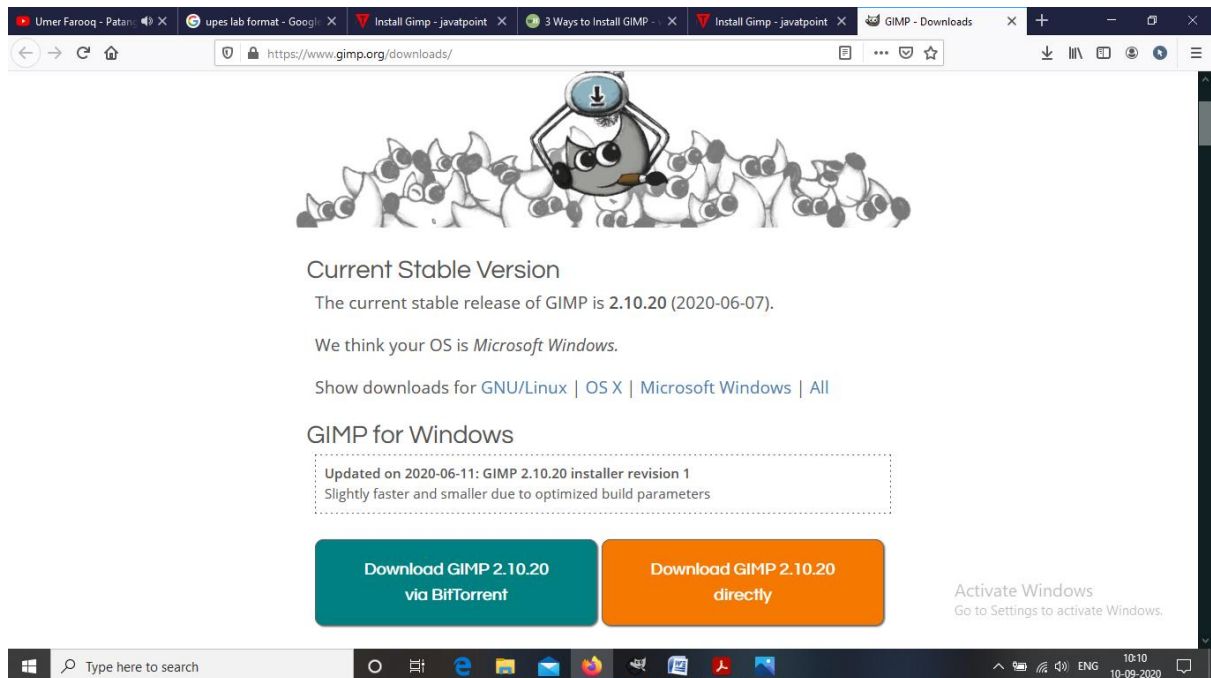 Umer Farooq - Patang
upes lab format - Google
Install Gimp - javatpoint
3 Ways to Install GIMP -
Install Gimp - javatpoint
GIMP - Downloads
https://www.gimp.org/downloads/
Current Stable Version
The current stable release of GIMP is 2.10.20 (2020-06-07).
We think your OS is Microsoft Windows.
Show downloads for GNU/Linux | OS X | Microsoft Windows | All
GIMP for Windows
Updated on 2020-06-11: GIMP 2.10.20 installer revision 1
Slightly faster and smaller due to optimized build parameters
Download GIMP 2.10.20
via BitTorrent
Download GIMP 2.10.20
directly
Activate Windows
Go to Settings to activate Windows.
Type here to search
ENG
10:10
10-09-2020